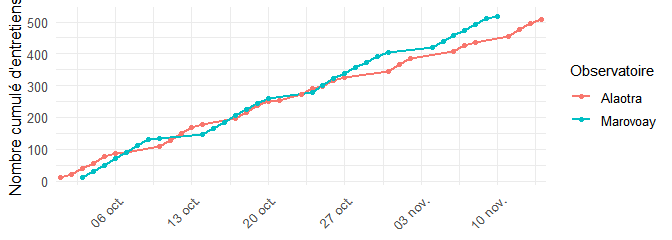 Nombre cumulé d'entretiens
500
400
300
200
100
0
06 oct.
13 oct.
20 oct.
27 oct.
03 nov.
10 nov.
Observatoire
Alaotra
Marovoay